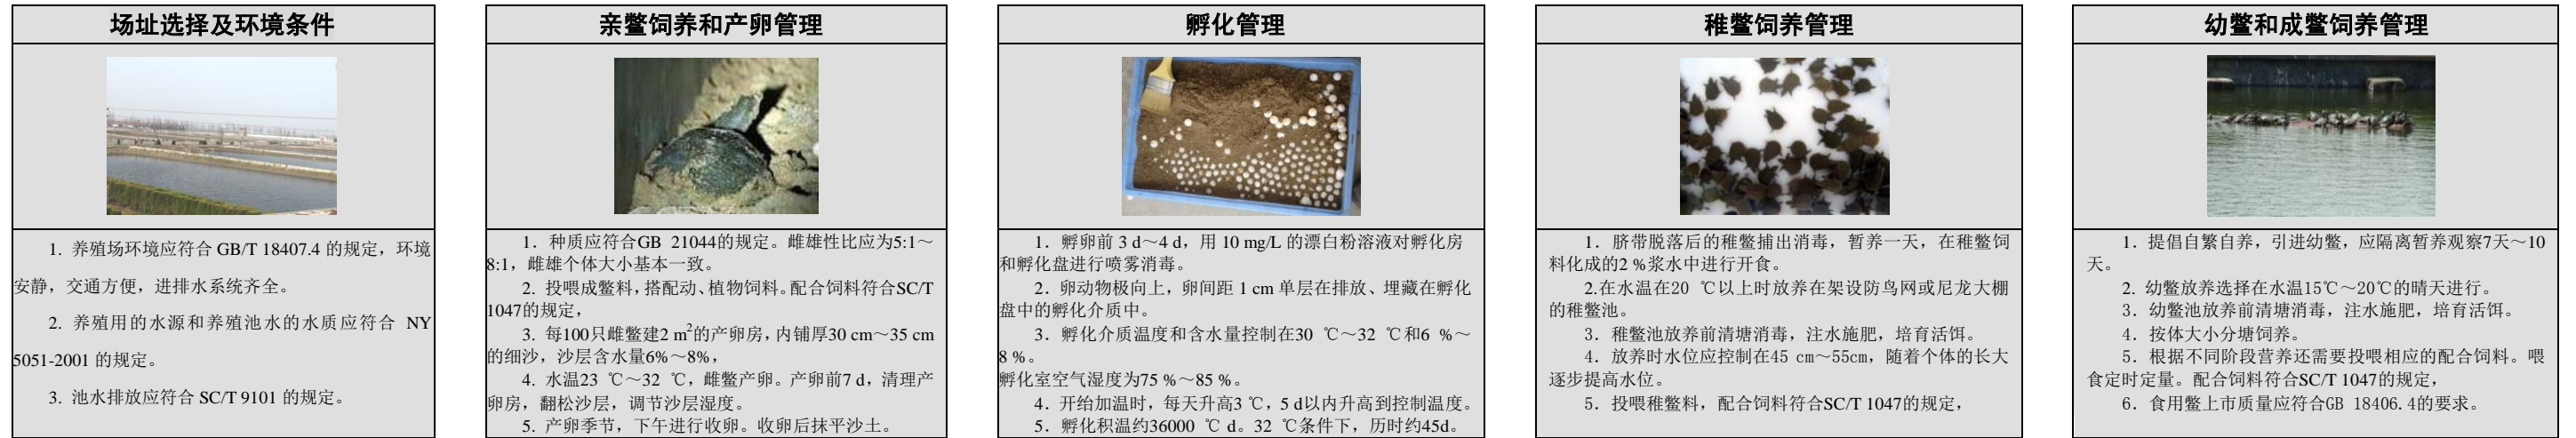 场址选择及环境条件
1. 养殖场环境应符合 GB/T 18407.4 的规定，环境
安静，交通方便，进排水系统齐全。
2. 养殖用的水源和养殖池水的水质应符合 NY
5051-2001 的规定。
3. 池水排放应符合 SC/T 9101 的规定。
亲鳖饲养和产卵管理
1. 种质应符合GB 21044的规定。雌雄性比应为5:1～
8:1，雌雄个体大小基本一致。
2. 投喂成鳖料，搭配动、植物饲料。配合饲料符合SC/T
1047的规定，
3. 每100只雌鳖建2 m²的产卵房，内铺厚30 cm～35 cm
的细沙，沙层含水量6%～8%，
4. 水温23 ℃～32 ℃，雌鳖产卵。产卵前7 d，清理产
卵房，翻松沙层，调节沙层湿度。
5. 产卵季节，下午进行收卵。收卵后抹平沙土。
孵化管理
1．孵卵前 3 d～4 d，用 10 mg/L 的漂白粉溶液对孵化房
和孵化盘进行喷雾消毒。
2．卵动物极向上，卵间距 1 cm 单层在排放、埋藏在孵化
盘中的孵化介质中。
3．孵化介质温度和含水量控制在30 ℃～32 ℃和6 %～
8 %。
孵化室空气湿度为75 %～85 %。
4．开给加温时，每天升高3 ℃，5 d以内升高到控制温度。
5．孵化积温约36000 ℃ d。32 ℃条件下，历时约45d。
稚鳖饲养管理
1．脐带脱落后的稚鳖捕出消毒，暂养一天，在稚鳖饲
料化成的2 %浆水中进行开食。
2.在水温在20 ℃以上时放养在架设防鸟网或尼龙大棚
的稚鳖池。
3．稚鳖池放养前清塘消毒，注水施肥，培育活饵。
4．放养时水位应控制在45 cm～55cm，随着个体的长大
逐步提高水位。
5．投喂稚鳖料，配合饲料符合SC/T 1047的规定，
幼鳖和成鳖饲养管理
1．提倡自繁自养，引进幼鳖，应隔离暂养观察7天～10
天。
2．幼鳖放养选择在水温15℃～20℃的晴天进行。
3．幼鳖池放养前清塘消毒，注水施肥，培育活饵。
4．按体大小分塘饲养。
5．根据不同阶段营养还需要投喂相应的配合饲料。喂
食定时定量。配合饲料符合SC/T 1047的规定，
6．食用鳖上市质量应符合GB 18406.4的要求。